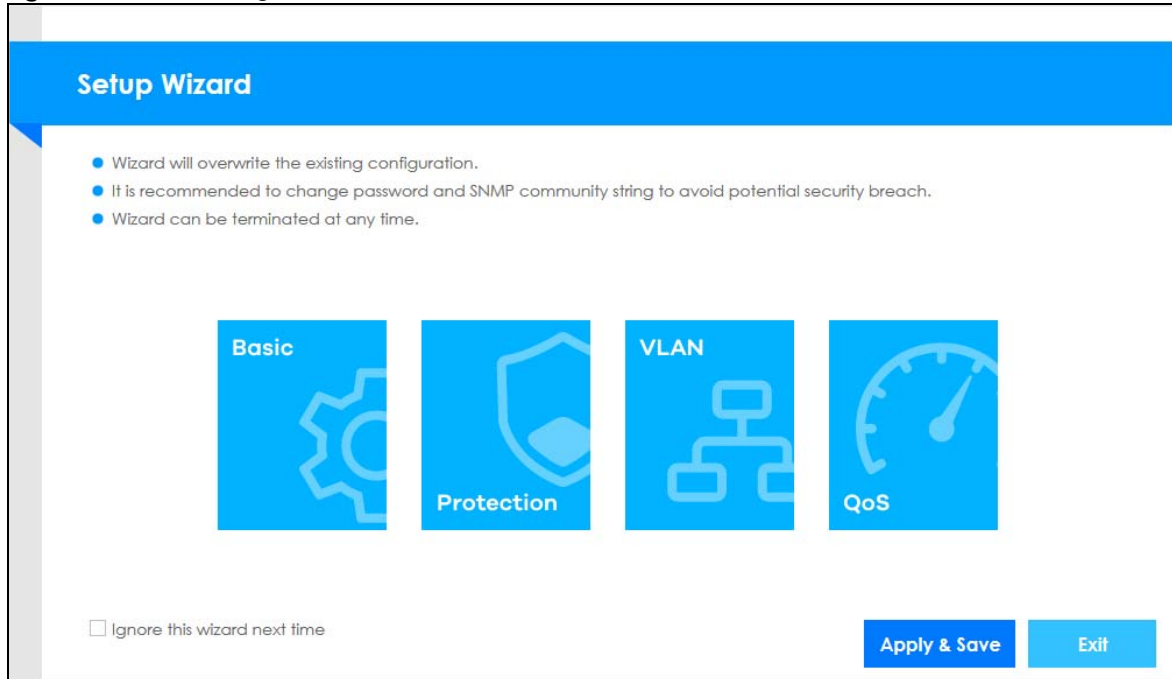 Setup Wizard
Wizard will overwrite the existing configuration.
It is recommended to change password and SNMP community string to avoid potential security breach.
Wizard can be terminated at any time.
Basic
Protection
VLAN
QoS
Ignore this wizard next time
Apply & Save
Exit